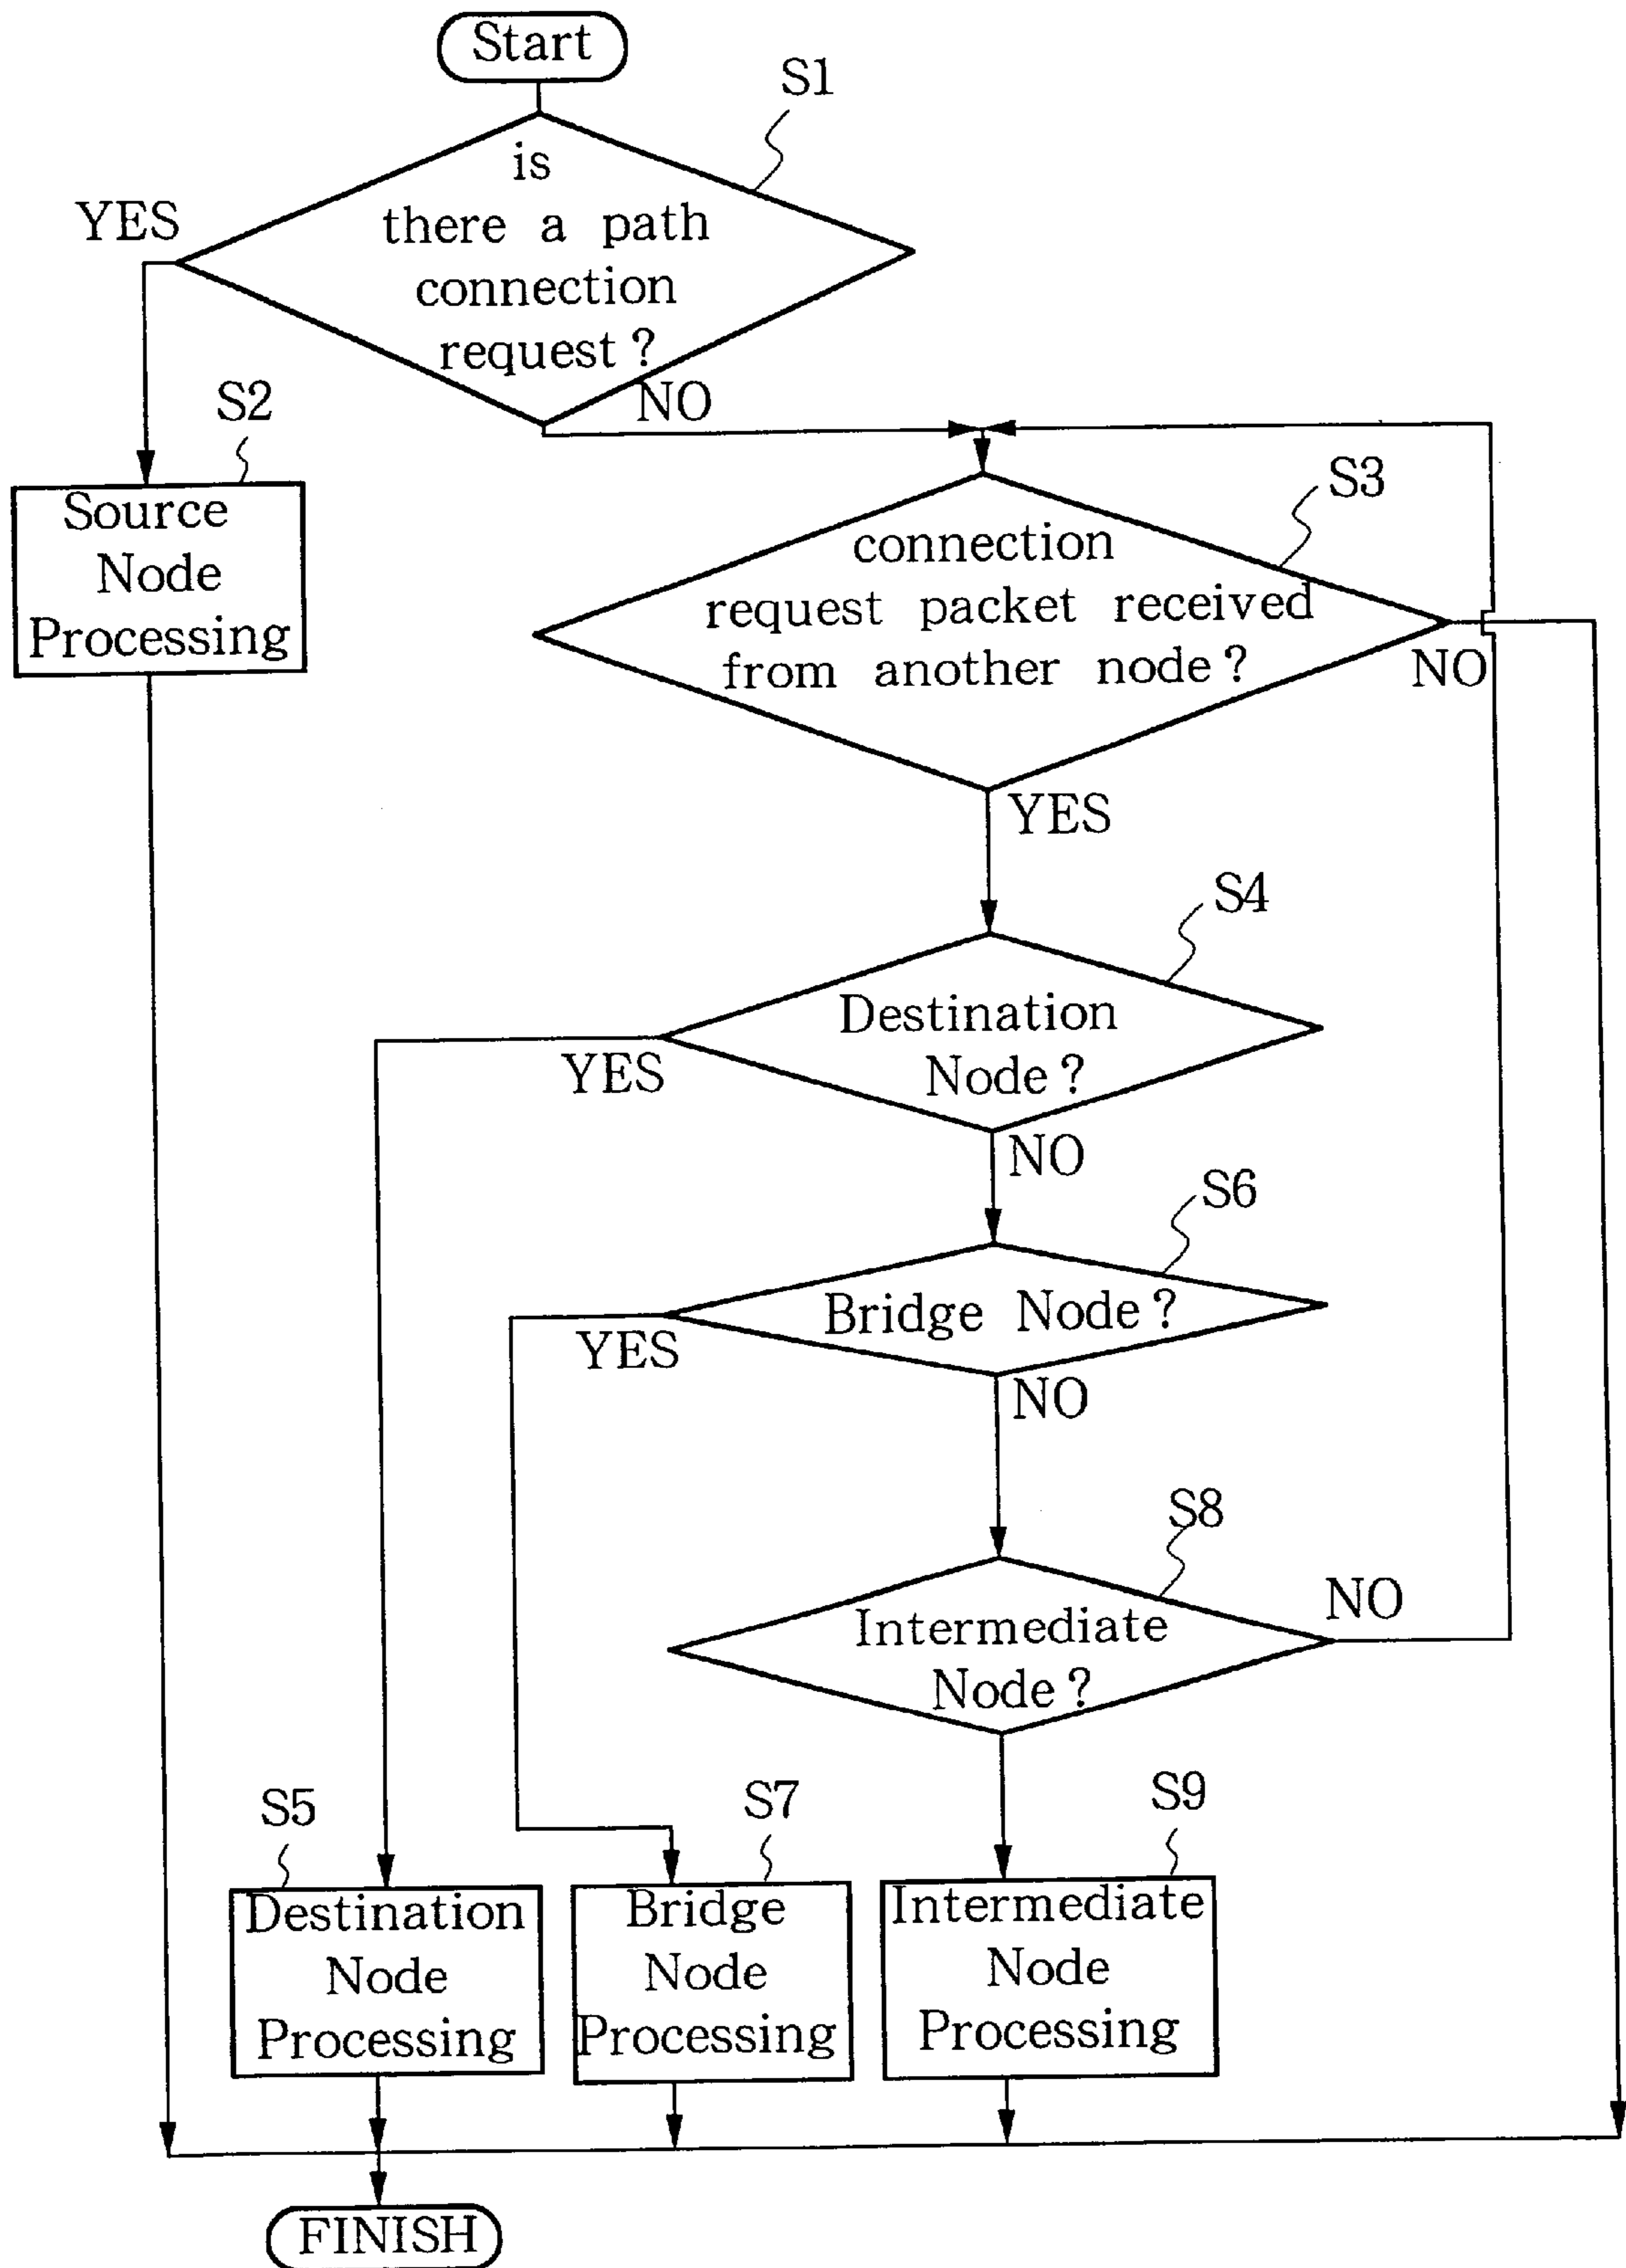 Start
S1
is
there a path
connection
request?
YES
NO
S2
Source
Node
Processing
S3
connection
request packet received
from another node?
NO
YES
S4
Destination
Node?
YES
NO
S6
Bridge Node?
YES
NO
S8
Intermediate
Node?
NO
S5
Destination
Node
Processing
S7
Bridge
Node
Processing
S9
Intermediate
Node
Processing
FINISH